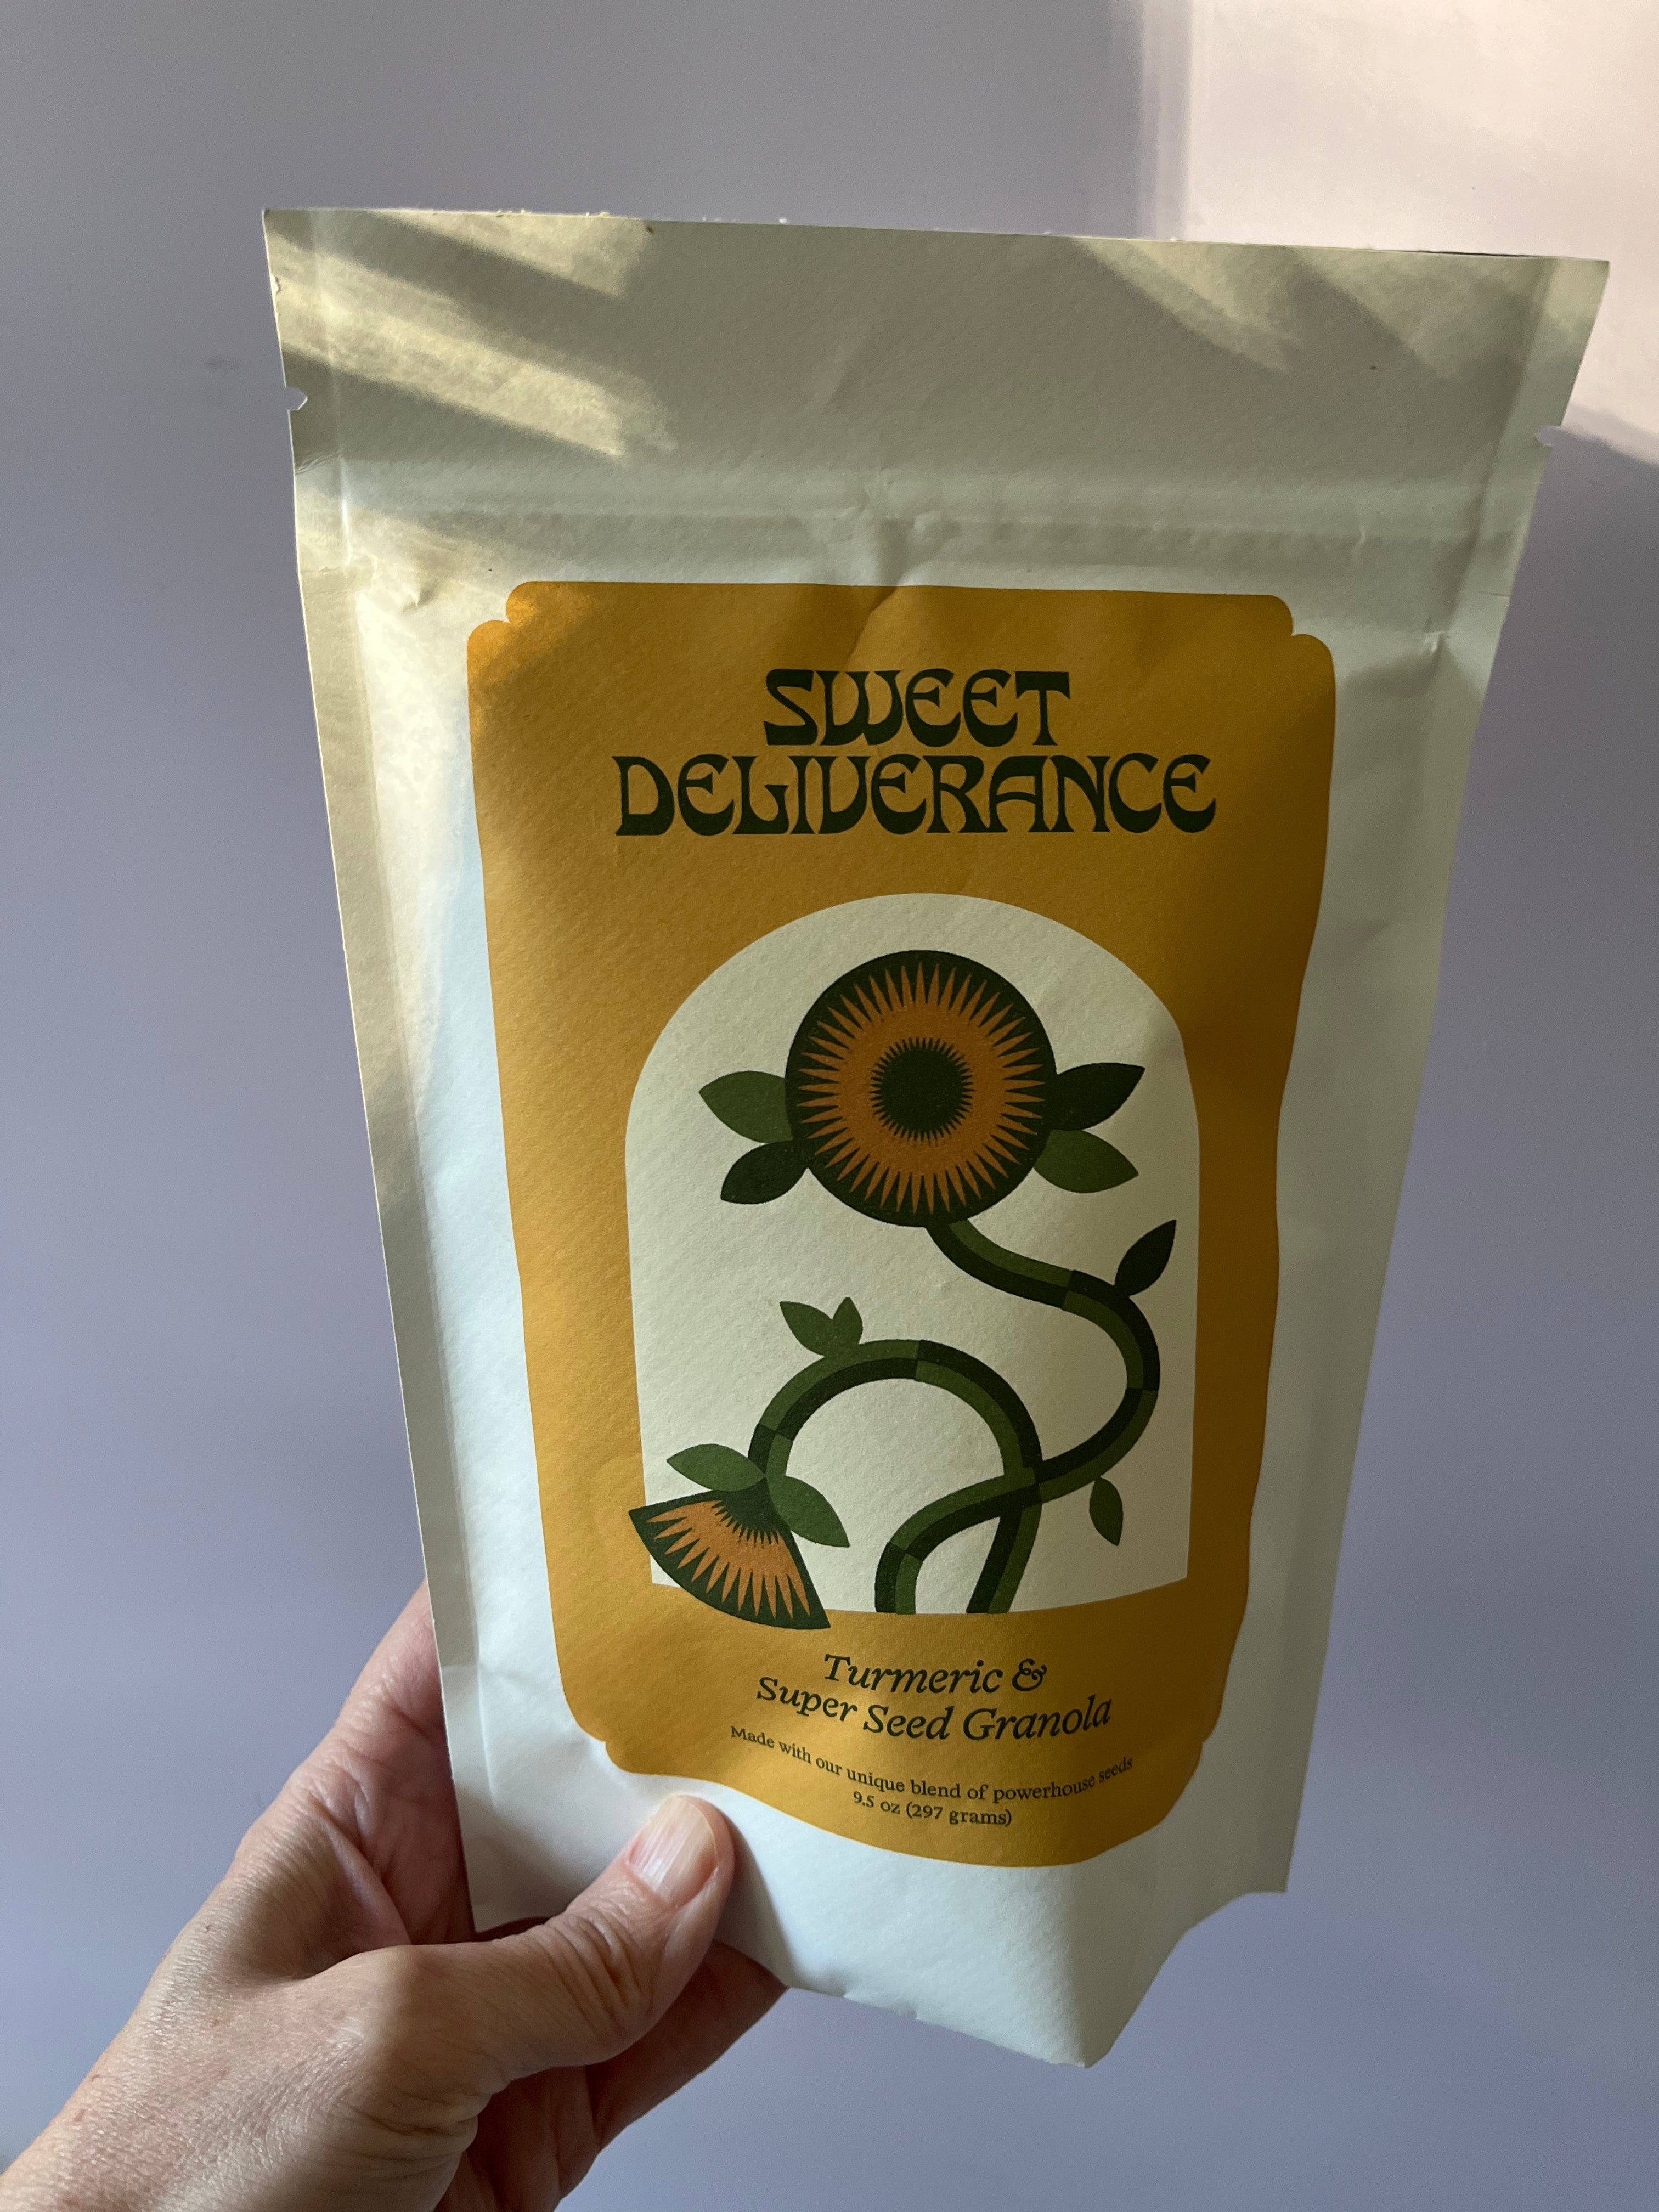 SWEET
DELIVERANCE
Turmeric &
Super Seed Granola
Made with our unique blend of powerhouse seeds
9.5 oz (297 grams)